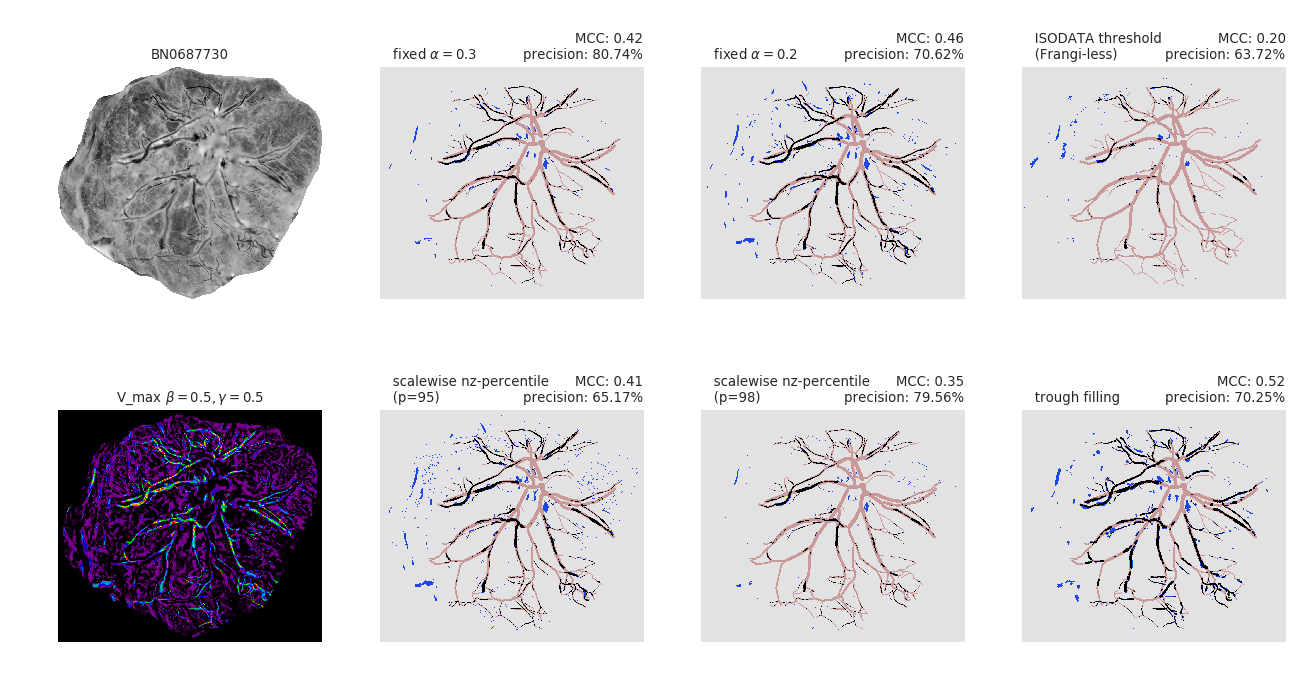 BN0687730
MCC: 0.42
fixed α = 0.3 precision: 80.74%
MCC: 0.46
fixed α = 0.2 precision: 70.62%
ISODATA threshold MCC: 0.20
(Frangi-less) precision: 63.72%
V_max β = 0.5, γ = 0.5
scalewise nz-percentile MCC: 0.41
(p=95) precision: 65.17%
scalewise nz-percentile MCC: 0.35
(p=98) precision: 79.56%
MCC: 0.52
trough filling precision: 70.25%